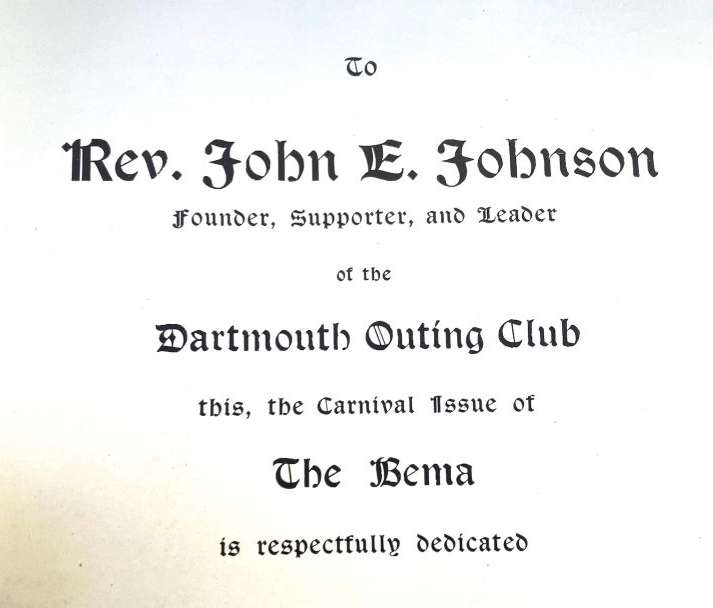 To
Rev. John E. Johnson
Founder, Supporter, and Leader
of the
Dartmouth Outing Club
this, the Carnival Issue of
The Bema
is respectfully dedicated